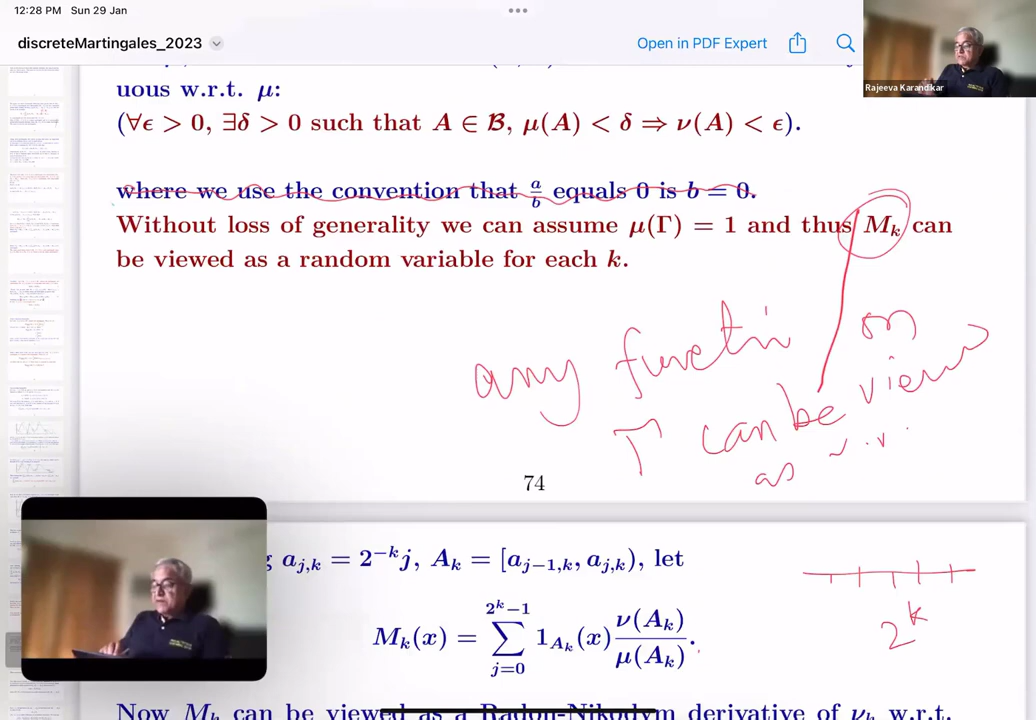 12:28 PM Sun 29 Jan
discreteMartingales_2023
Open in PDF Expert
Rajeeva Karandikar
uous w.r.t. μ:
(∀ϵ > 0, ∃δ > 0 such that A ∈ ℬ, μ(A) < δ ⇒ ν(A) < ϵ).
where we use the convention that a/b equals 0 is b = 0.
Without loss of generality we can assume μ(Γ) = 1 and thus M_k can
be viewed as a random variable for each k.
any functi on
Γ can be view
as r.v.
74
a_{j,k} = 2^{-k}j, A_k = [a_{j-1,k}, a_{j,k}), let
M_k(x) = ∑_{j=0}^{2^k-1} 1_{A_k}(x) ν(A_k)/μ(A_k).
2^k
Now M_k can be viewed as a Radon-Nikodym derivative of ν_k w.r.t.